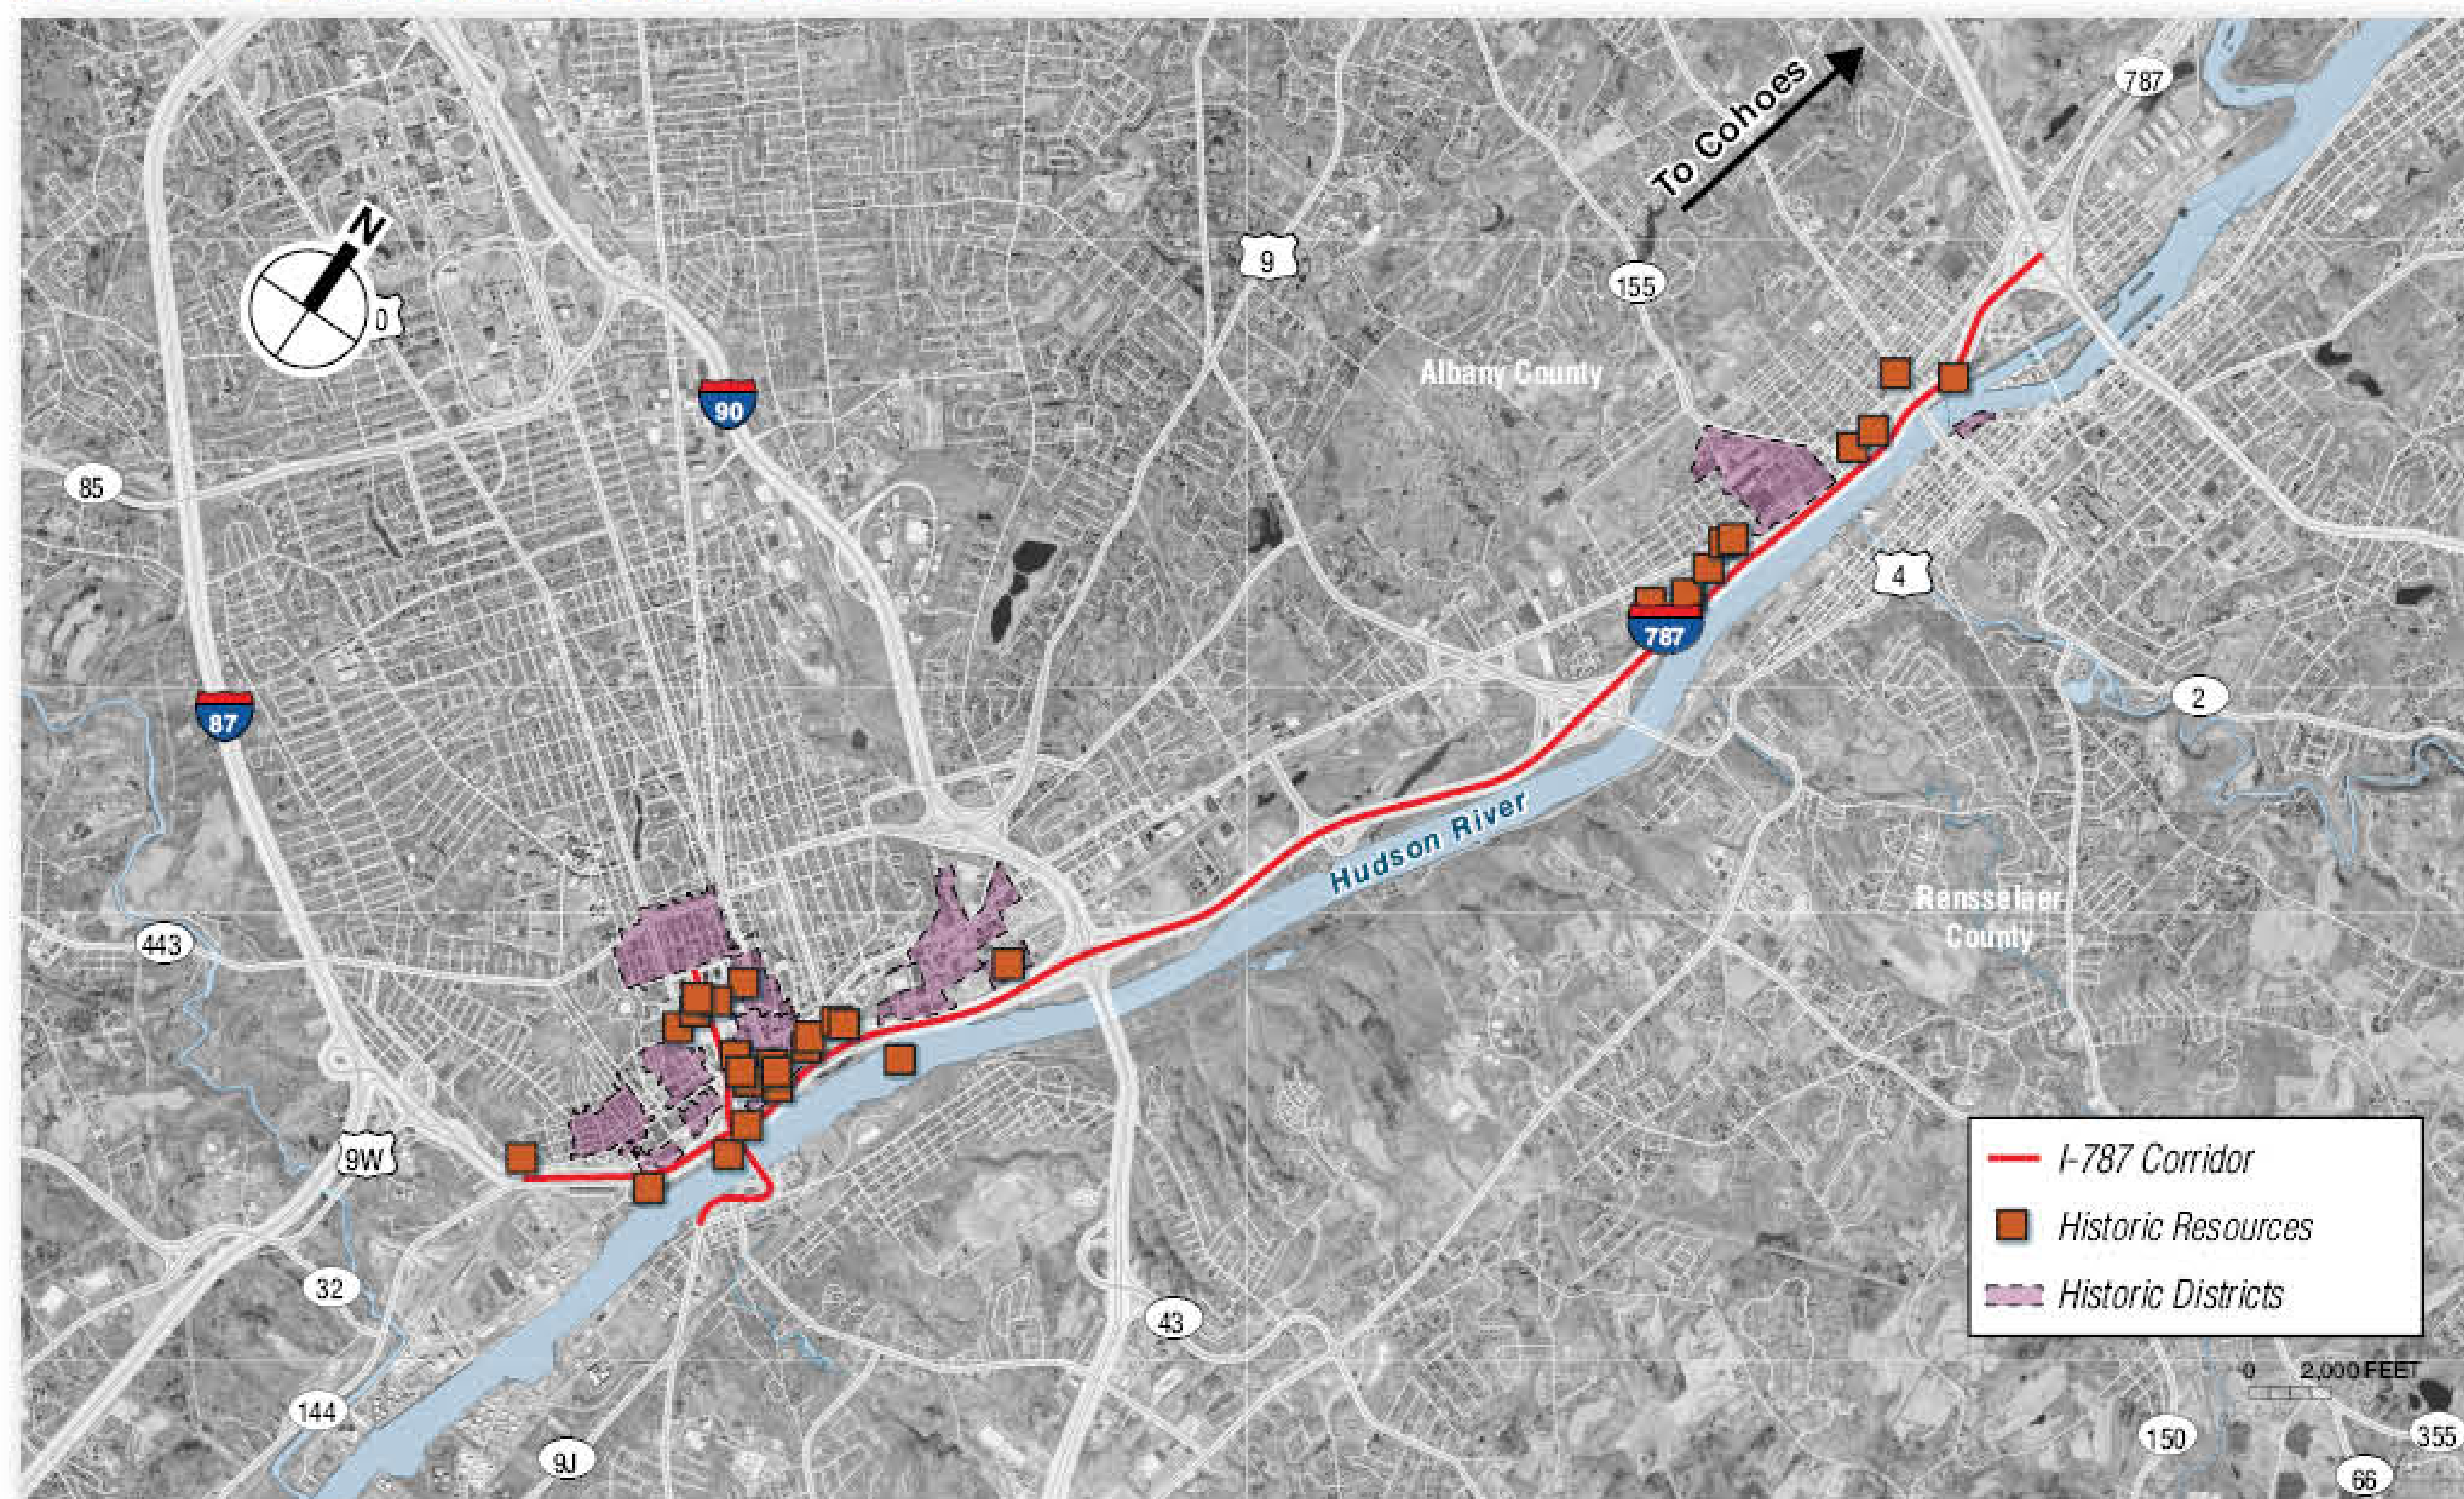 To Cohoes
787
N
9
155
0
Albany County
90
85
4
787
2
87
Hudson River
Rensselaer
County
443
9W
I-787 Corridor
Historic Resources
Historic Districts
32
43
0 2,000 FEET
144
9J
150
355
66